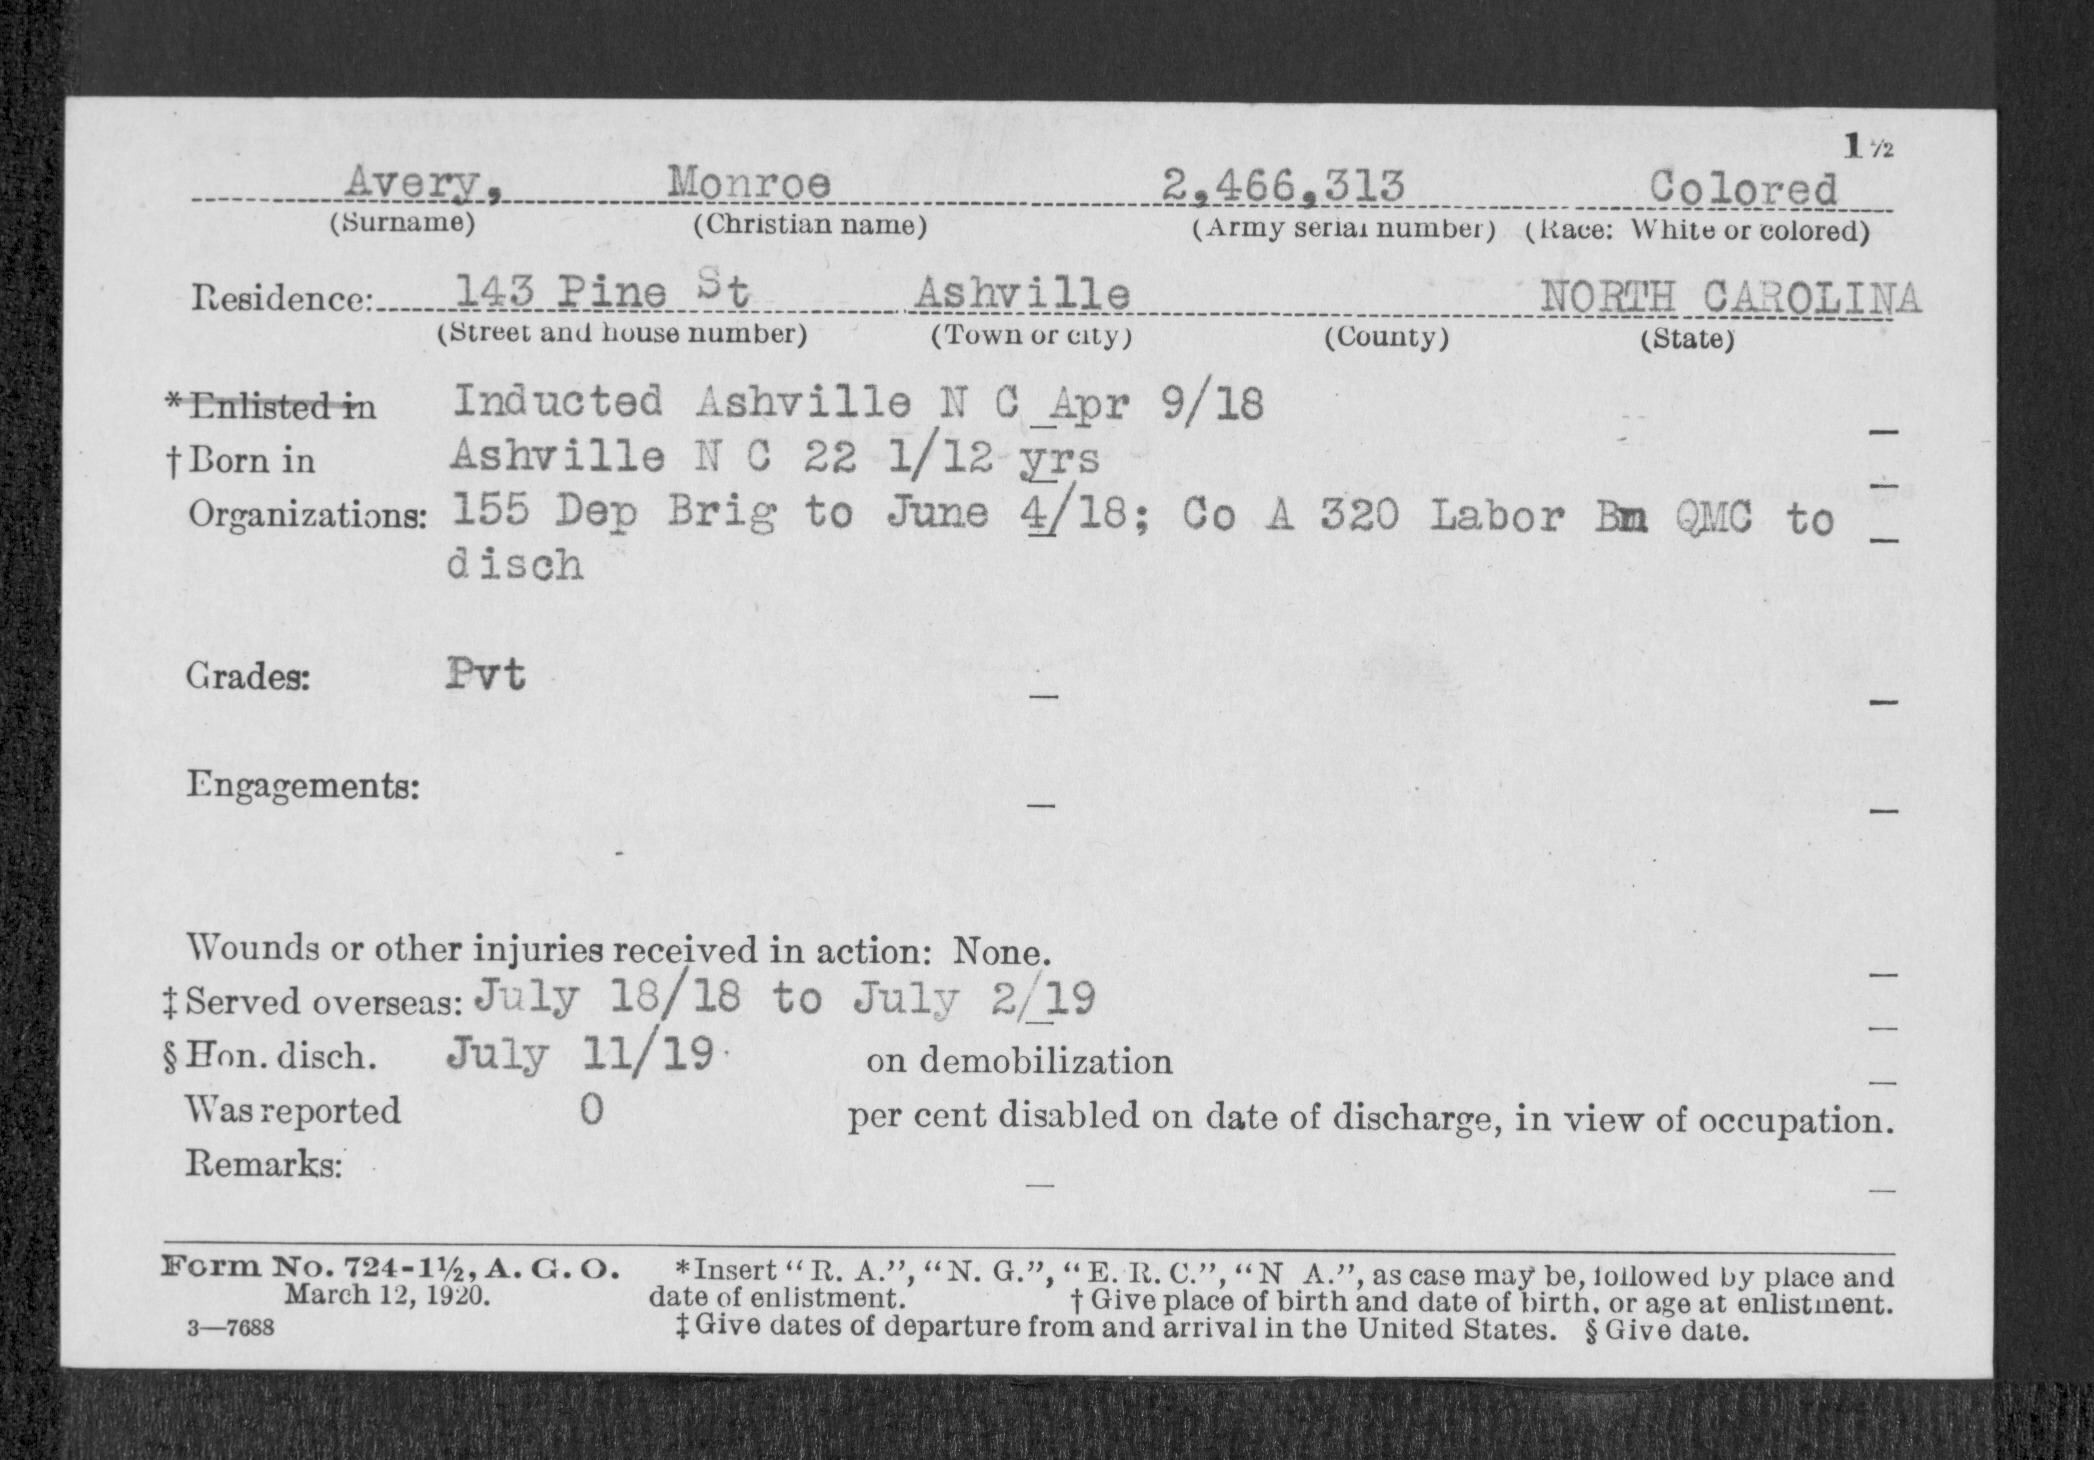 1 ½
Avery, Monroe 2,466,313 Colored
(Surname) (Christian name) (Army serial number) (Race: White or colored)
Residence: 143 Pine St Ashville NORTH CAROLINA
(Street and house number) (Town or city) (County) (State)
*Enlisted in Inducted Ashville N C Apr 9/18
†Born in Ashville N C 22 1/12 yrs
Organizations: 155 Dep Brig to June 4/18; Co A 320 Labor Bn QMC to
disch
Grades: Pvt
Engagements:
Wounds or other injuries received in action: None.
‡Served overseas: July 18/18 to July 2/19
§Hon. disch. July 11/19 on demobilization
Was reported 0 per cent disabled on date of discharge, in view of occupation.
Remarks:
Form No. 724-1½, A. G. O. *Insert "R. A.", "N. G.", "E. R. C.", "N A.", as case may be, followed by place and
March 12, 1920. date of enlistment. †Give place of birth and date of birth, or age at enlistment.
3—7688 ‡Give dates of departure from and arrival in the United States. §Give date.